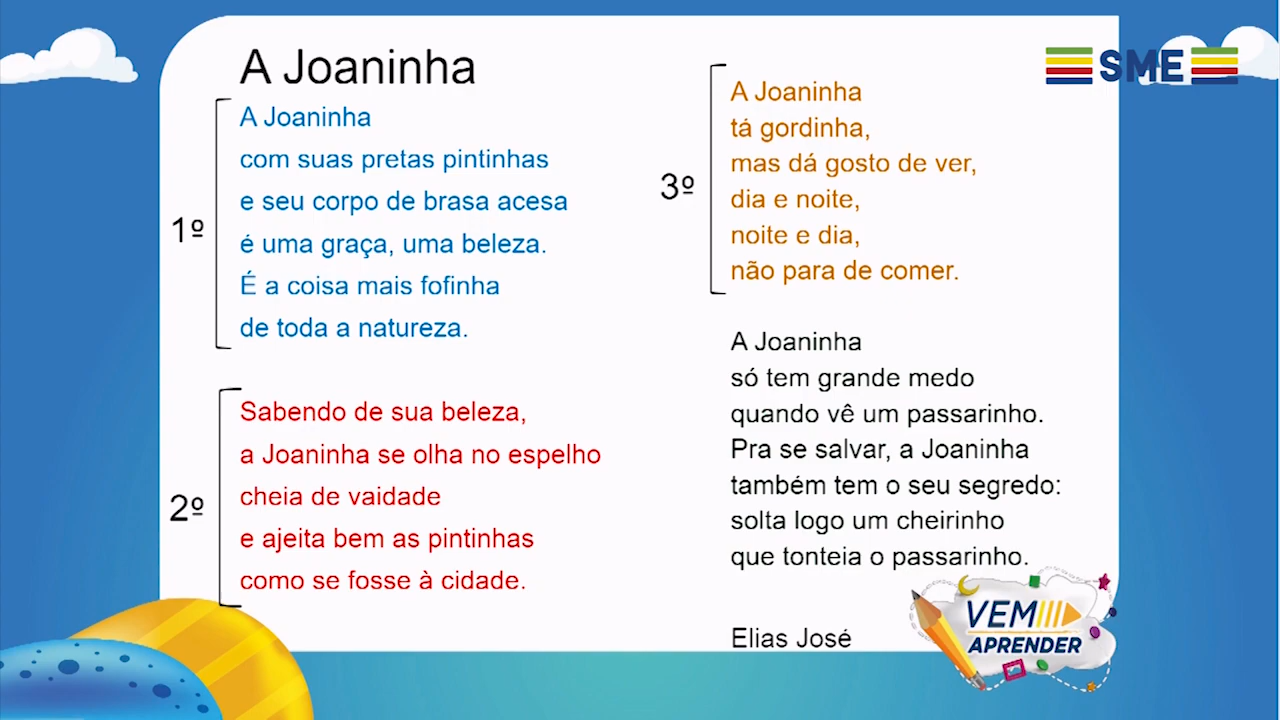 A Joaninha
1º
A Joaninha
com suas pretas pintinhas
e seu corpo de brasa acesa
é uma graça, uma beleza.
É a coisa mais fofinha
de toda a natureza.
2º
Sabendo de sua beleza,
a Joaninha se olha no espelho
cheia de vaidade
e ajeita bem as pintinhas
como se fosse à cidade.
3º
A Joaninha
tá gordinha,
mas dá gosto de ver,
dia e noite,
noite e dia,
não para de comer.
A Joaninha
só tem grande medo
quando vê um passarinho.
Pra se salvar, a Joaninha
também tem o seu segredo:
solta logo um cheirinho
que tonteia o passarinho.
Elias José
SME
VEM
APRENDER